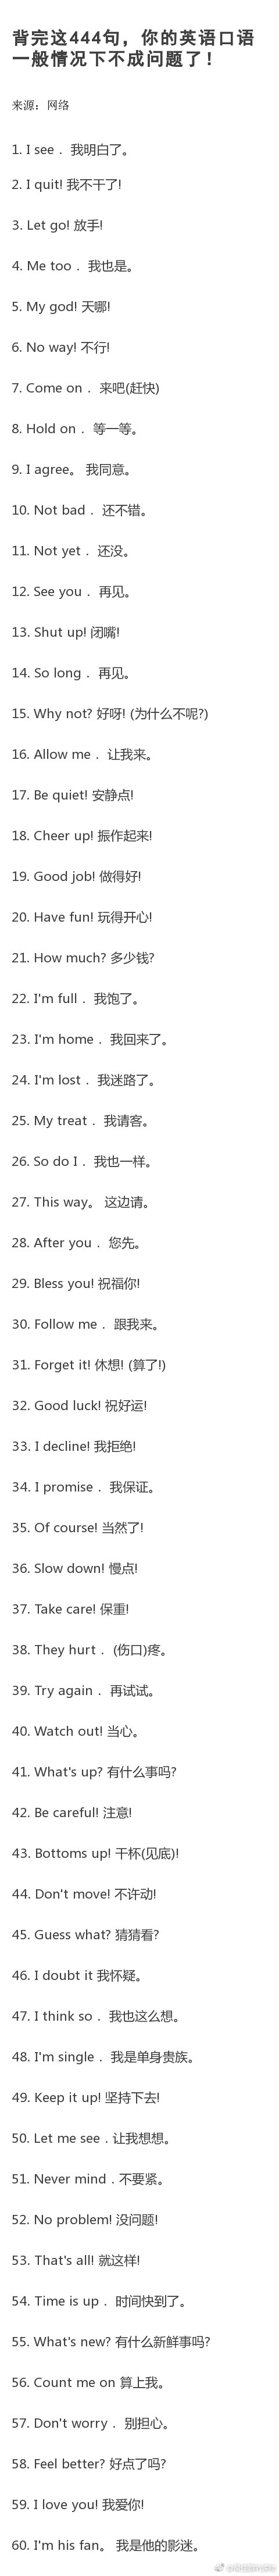 背完这444句，你的英语口语
一般情况下不成问题了！
来源：网络
1. I see． 我明白了。
2. I quit! 我不干了!
3. Let go! 放手!
4. Me too． 我也是。
5. My god! 天哪!
6. No way! 不行!
7. Come on． 来吧(赶快)
8. Hold on． 等一等。
9. I agree。 我同意。
10. Not bad． 还不错。
11. Not yet． 还没。
12. See you． 再见。
13. Shut up! 闭嘴!
14. So long． 再见。
15. Why not? 好呀! (为什么不呢?)
16. Allow me． 让我来。
17. Be quiet! 安静点!
18. Cheer up! 振作起来!
19. Good job! 做得好!
20. Have fun! 玩得开心!
21. How much? 多少钱?
22. I'm full． 我饱了。
23. I'm home． 我回来了。
24. I'm lost． 我迷路了。
25. My treat． 我请客。
26. So do I． 我也一样。
27. This way。 这边请。
28. After you． 您先。
29. Bless you! 祝福你!
30. Follow me． 跟我来。
31. Forget it! 休想! (算了!)
32. Good luck! 祝好运!
33. I decline! 我拒绝!
34. I promise． 我保证。
35. Of course! 当然了!
36. Slow down! 慢点!
37. Take care! 保重!
38. They hurt． (伤口)疼。
39. Try again． 再试试。
40. Watch out! 当心。
41. What's up? 有什么事吗?
42. Be careful! 注意!
43. Bottoms up! 干杯(见底)!
44. Don't move! 不许动!
45. Guess what? 猜猜看?
46. I doubt it 我怀疑。
47. I think so． 我也这么想。
48. I'm single． 我是单身贵族。
49. Keep it up! 坚持下去!
50. Let me see．让我想想。
51. Never mind．不要紧。
52. No problem! 没问题!
53. That's all! 就这样!
54. Time is up． 时间快到了。
55. What's new? 有什么新鲜事吗?
56. Count me on 算上我。
57. Don't worry． 别担心。
58. Feel better? 好点了吗?
59. I love you! 我爱你!
60. I'm his fan。 我是他的影迷。